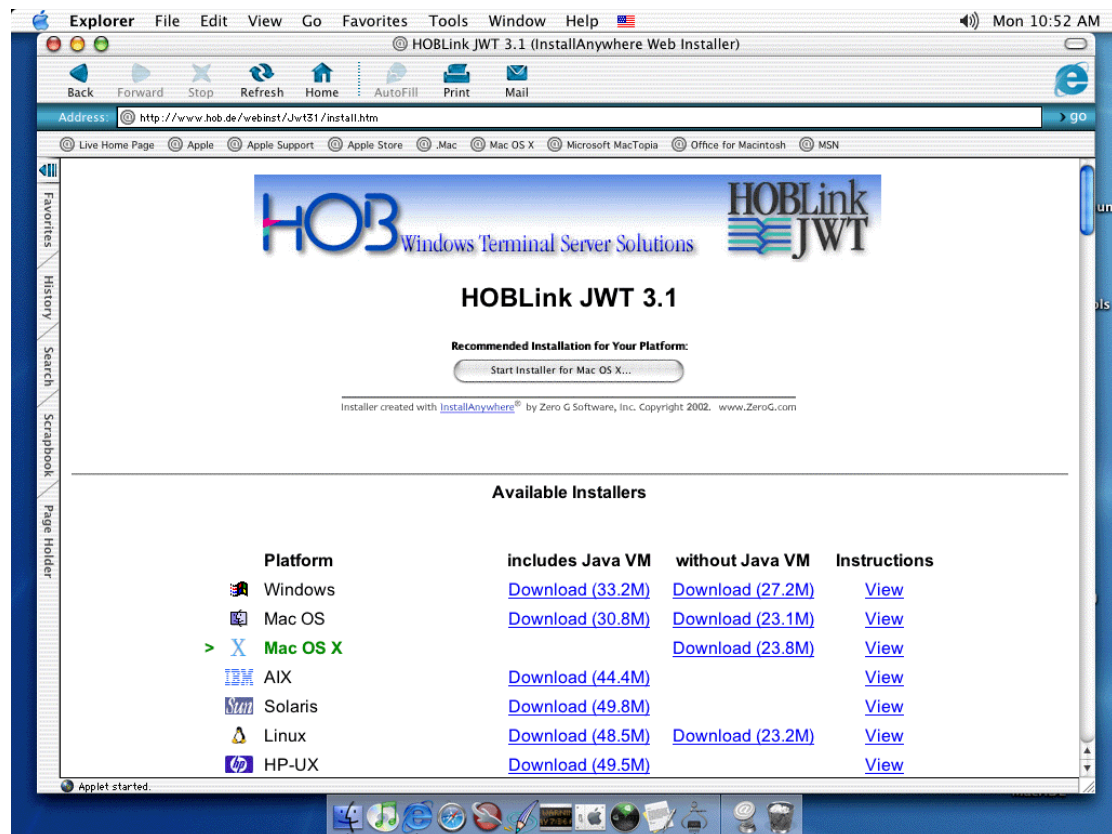 Explorer File Edit View Go Favorites Tools Window Help Mon 10:52 AM
@ HOBLink JWT 3.1 (InstallAnywhere Web Installer)
Back Forward Stop Refresh Home AutoFill Print Mail
Address: @ http://www.hob.de/webinst/Jwt31/install.htm go
@ Live Home Page @ Apple @ Apple Support @ Apple Store @ .Mac @ Mac OS X @ Microsoft MacTopia @ Office for Macintosh @ MSN
Favorites
History
Search
Scrapbook
Page Holder
HOB Windows Terminal Server Solutions
HOBLink
JWT
HOBLink JWT 3.1
Recommended Installation for Your Platform:
Start Installer for Mac OS X...
Installer created with InstallAnywhere® by Zero G Software, Inc. Copyright 2002. www.ZeroG.com
Available Installers
Platform includes Java VM without Java VM Instructions
Windows Download (33.2M) Download (27.2M) View
Mac OS Download (30.8M) Download (23.1M) View
> X Mac OS X Download (23.8M) View
IBM AIX Download (44.4M) View
Sun Solaris Download (49.8M) View
Linux Download (48.5M) Download (23.2M) View
hp HP-UX Download (49.5M) View
Applet started.